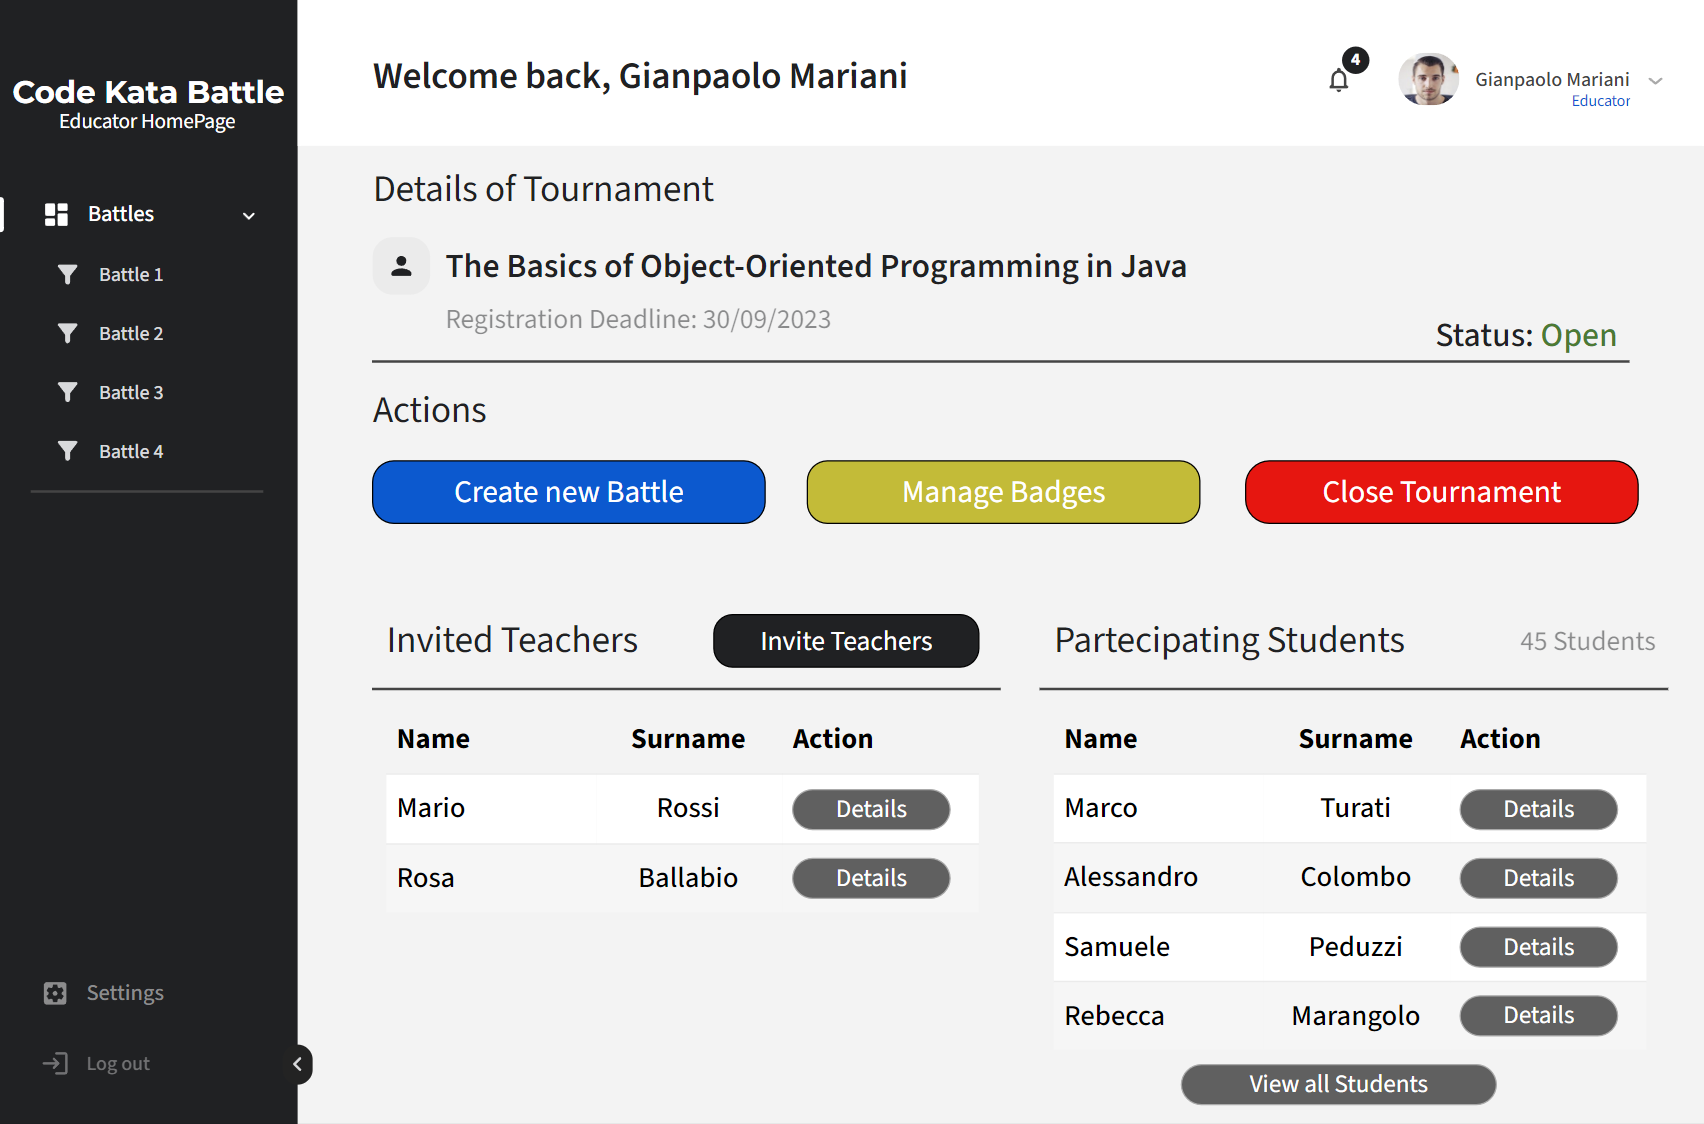 Code Kata Battle
Educator HomePage
Battles
Battle 1
Battle 2
Battle 3
Battle 4
Settings
Log out
Welcome back, Gianpaolo Mariani
4
Gianpaolo Mariani
Educator
Details of Tournament
The Basics of Object-Oriented Programming in Java
Registration Deadline: 30/09/2023
Status: Open
Actions
Create new Battle
Manage Badges
Close Tournament
Invited Teachers
Invite Teachers
Name Surname Action
Mario Rossi Details
Rosa Ballabio Details
Partecipating Students
45 Students
Name Surname Action
Marco Turati Details
Alessandro Colombo Details
Samuele Peduzzi Details
Rebecca Marangolo Details
View all Students